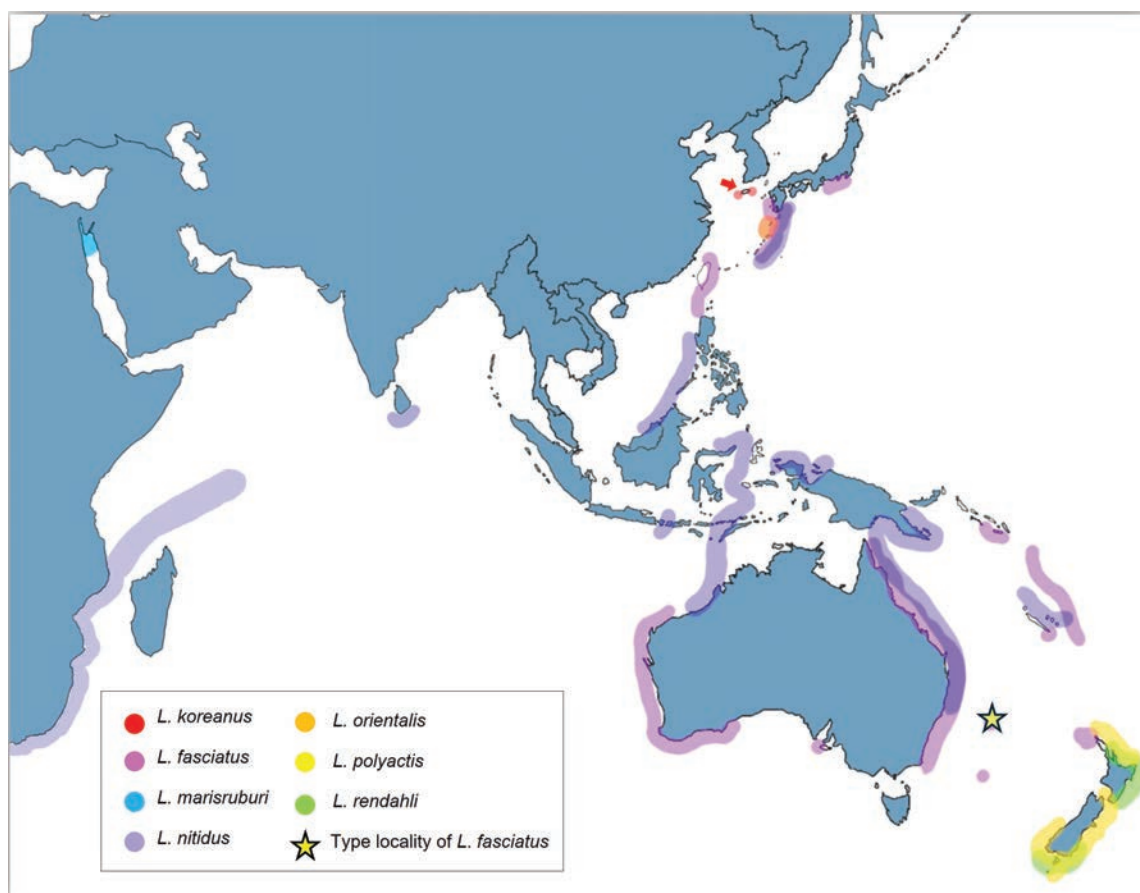 L. koreanus
L. fasciatus
L. marisruburi
L. nitidus
L. orientalis
L. polyactis
L. rendahli
Type locality of L. fasciatus